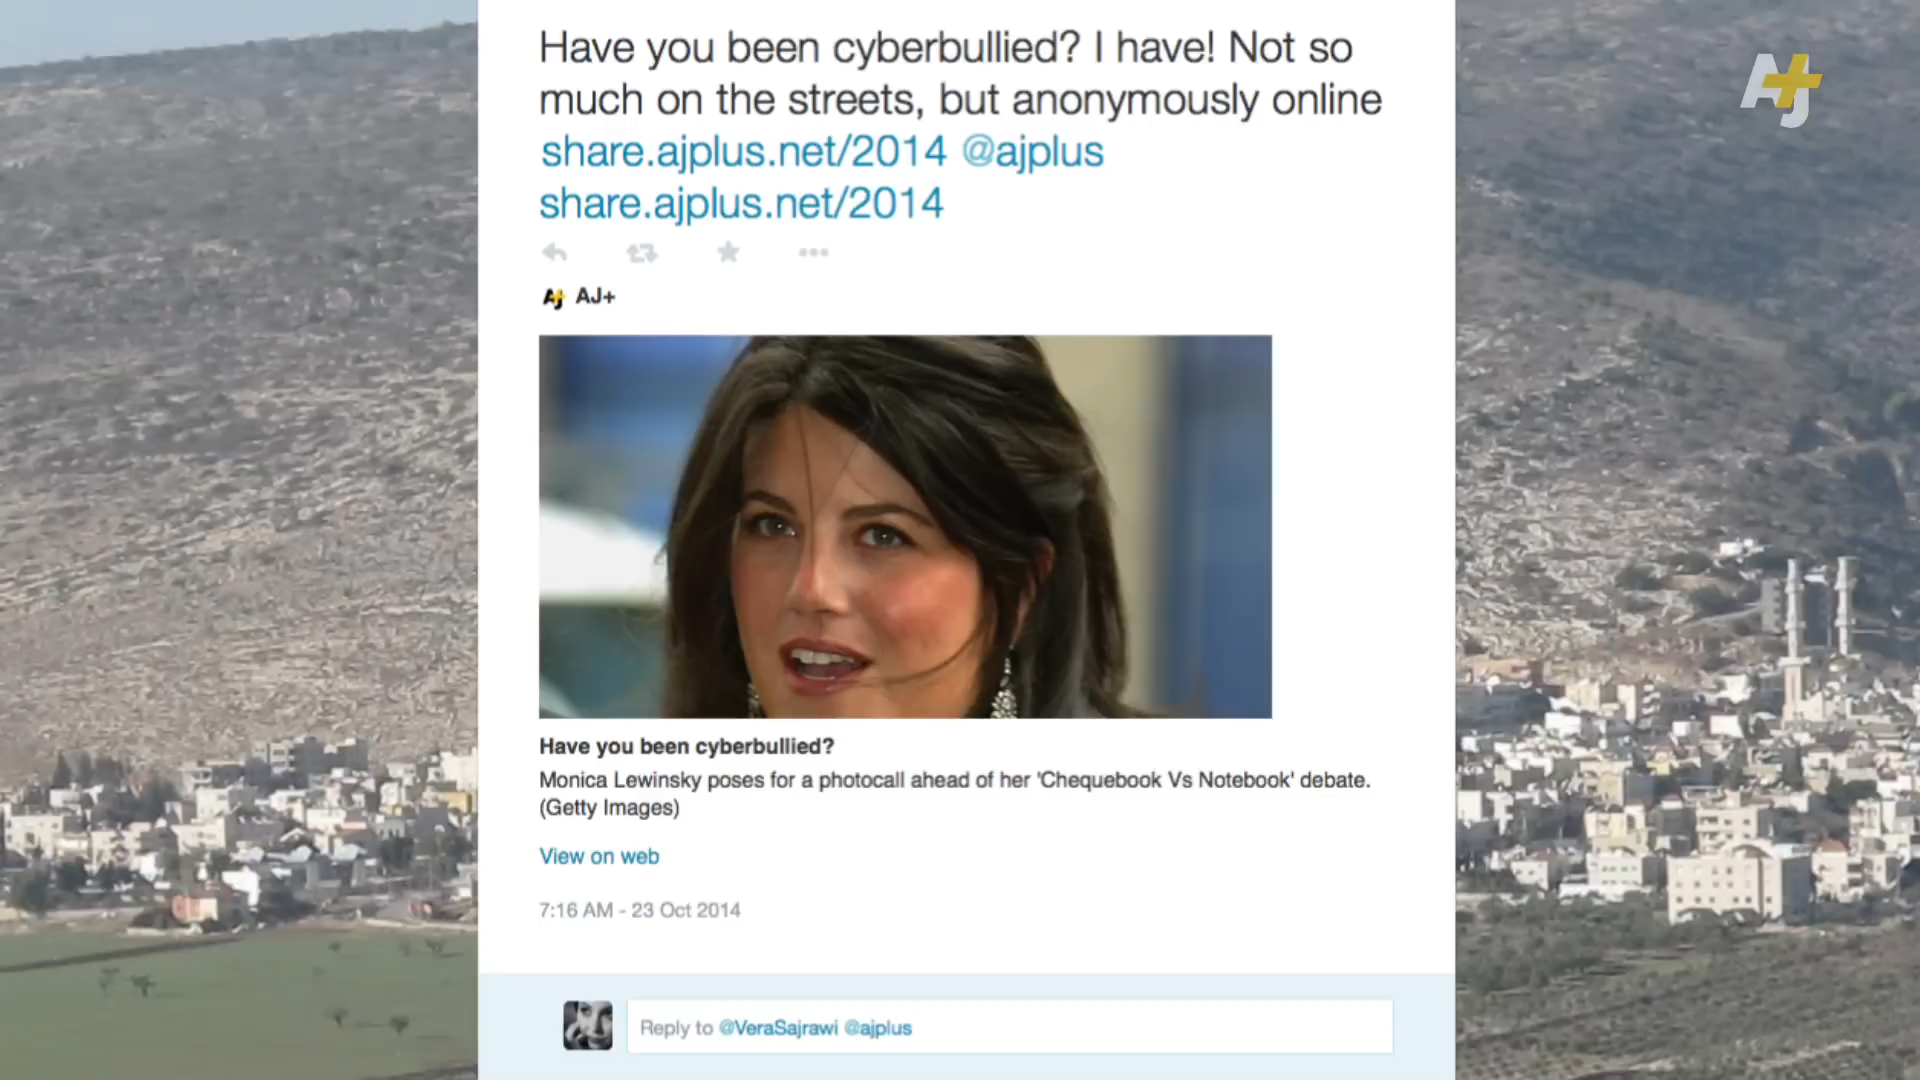 Have you been cyberbullied? I have! Not so
much on the streets, but anonymously online
share.ajplus.net/2014 @ajplus
share.ajplus.net/2014
AJ+
AJ AJ+
Have you been cyberbullied?
Monica Lewinsky poses for a photocall ahead of her 'Chequebook Vs Notebook' debate.
(Getty Images)
View on web
7:16 AM - 23 Oct 2014
Reply to @VeraSajrawi @ajplus